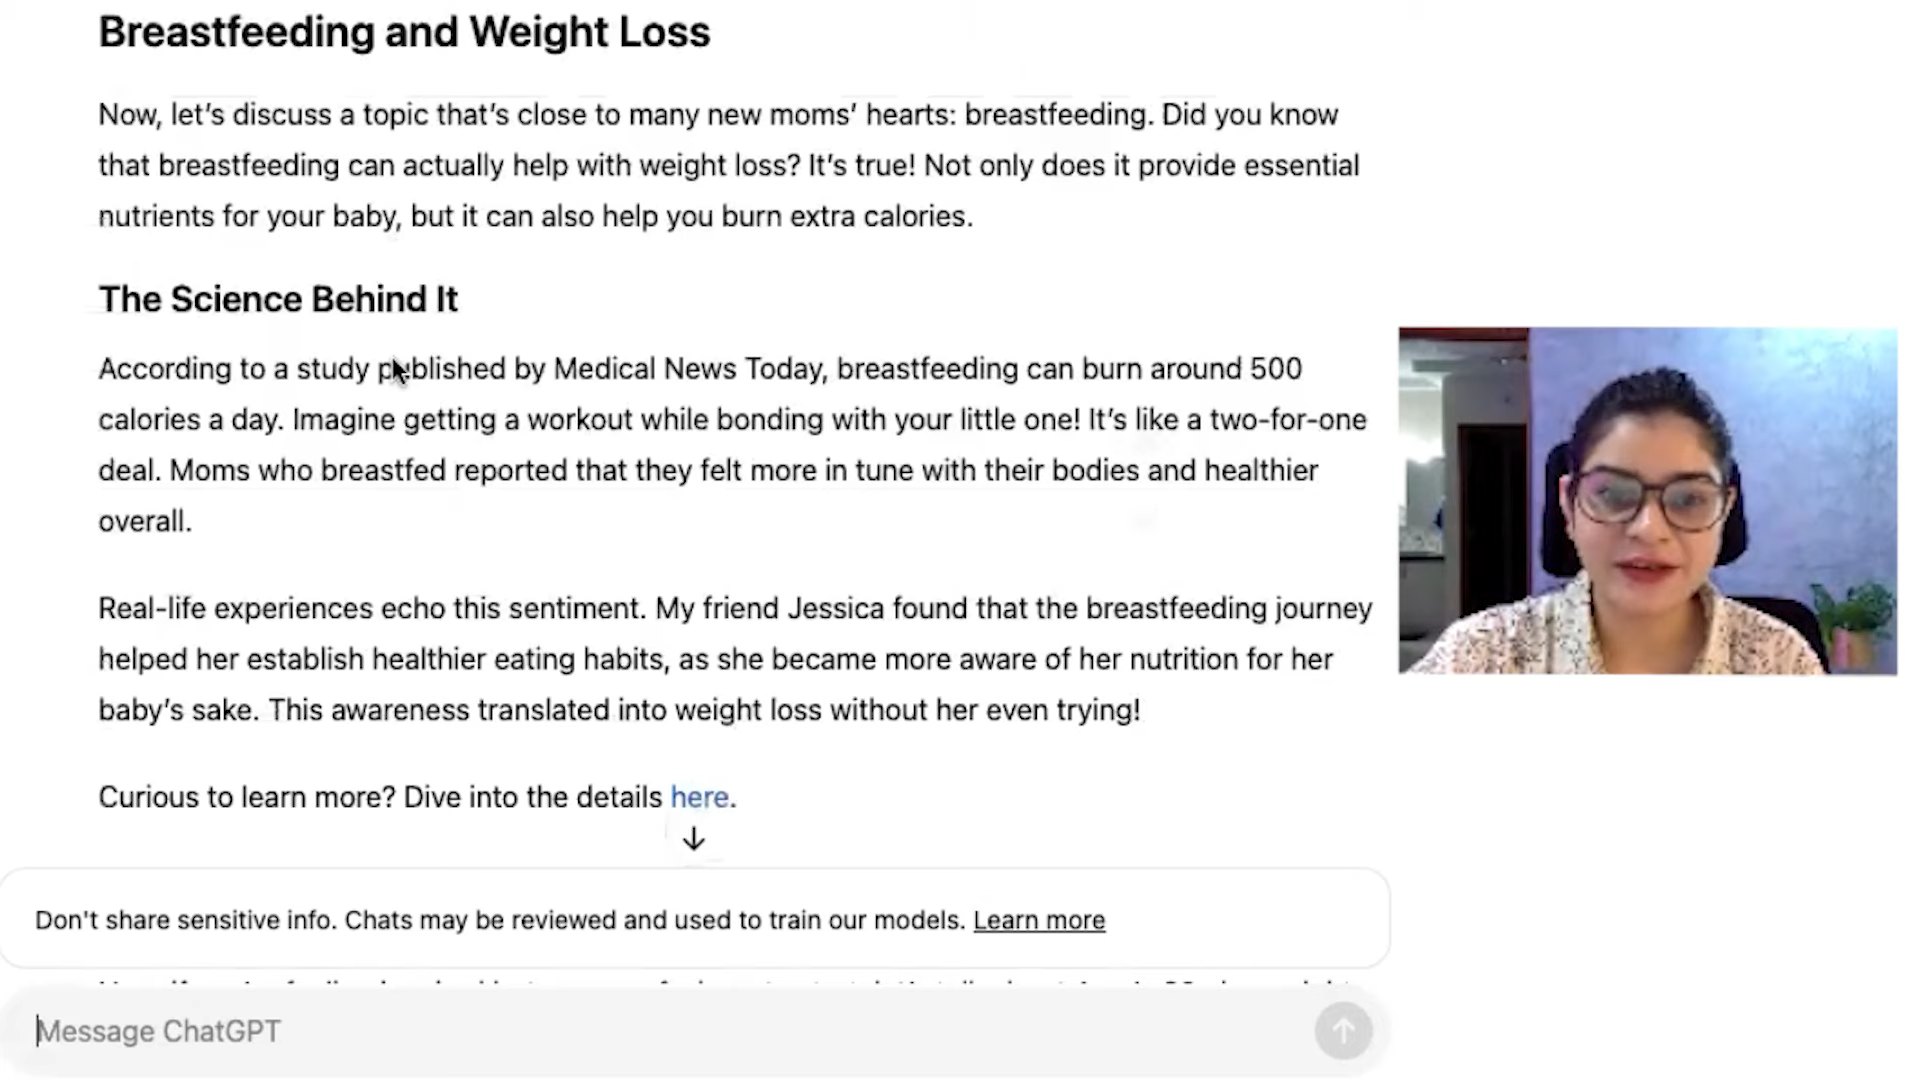 Breastfeeding and Weight Loss
Now, let’s discuss a topic that’s close to many new moms’ hearts: breastfeeding. Did you know
that breastfeeding can actually help with weight loss? It’s true! Not only does it provide essential
nutrients for your baby, but it can also help you burn extra calories.
The Science Behind It
According to a study published by Medical News Today, breastfeeding can burn around 500
calories a day. Imagine getting a workout while bonding with your little one! It’s like a two-for-one
deal. Moms who breastfed reported that they felt more in tune with their bodies and healthier
overall.
Real-life experiences echo this sentiment. My friend Jessica found that the breastfeeding journey
helped her establish healthier eating habits, as she became more aware of her nutrition for her
baby’s sake. This awareness translated into weight loss without her even trying!
Curious to learn more? Dive into the details here.
Don't share sensitive info. Chats may be reviewed and used to train our models. Learn more
Message ChatGPT